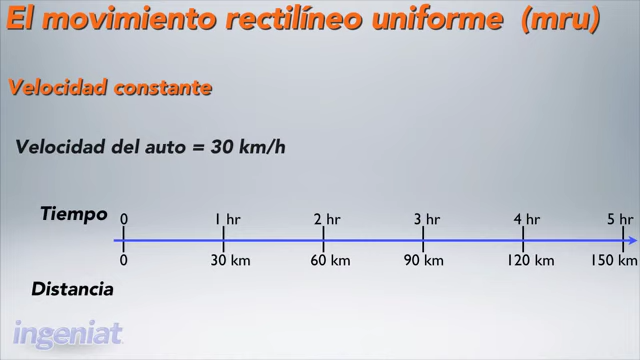 El movimiento rectilíneo uniforme (mru)
Velocidad constante
Velocidad del auto = 30 km/h
Tiempo 0 1 hr 2 hr 3 hr 4 hr 5 hr
0 30 km 60 km 90 km 120 km 150 km
Distancia
ingeniat